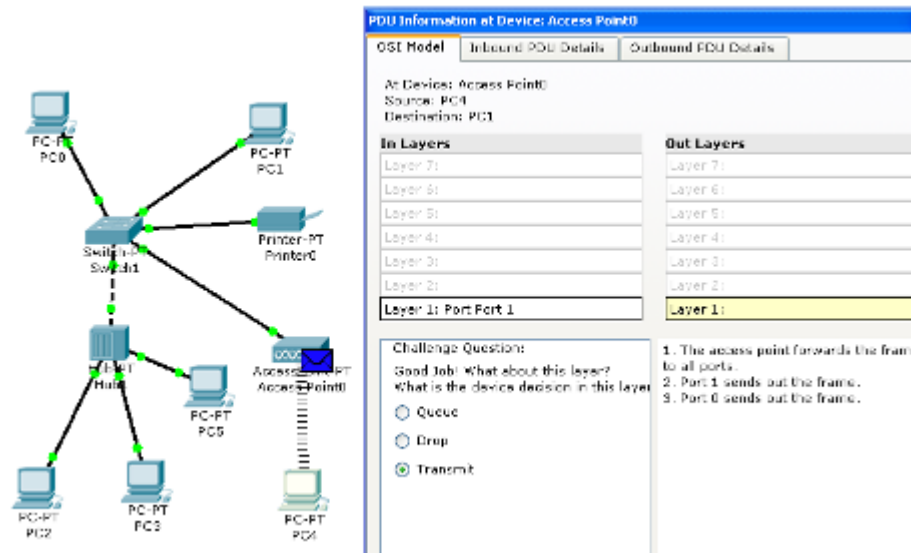 PDU Information at Device: Access Point0
OSI Model
Inbound PDU Details
Outbound PDU Details
At Device: Access Point0
Source: PC4
Destination: PC1
In Layers
Out Layers
Layer 7:
Layer 7:
Layer 6:
Layer 6:
Layer 5:
Layer 5:
Layer 4:
Layer 4:
Layer 3:
Layer 3:
Layer 2:
Layer 2:
Layer 1: Port Port 1
Layer 1:
Challenge Question:
Good Job! What about this layer?
What is the device decision in this layer
Queue
Drop
Transmit
1. The access point forwards the fram
to all ports.
2. Port 1 sends out the frame.
3. Port 0 sends out the frame.
PC-PT
PC0
PC-PT
PC1
Printer-PT
Printer0
Switch-PT
Switch1
Hub-PT
PC-PT
PC5
Access Point0
PC-PT
PC2
PC-PT
PC3
PC-PT
PC4